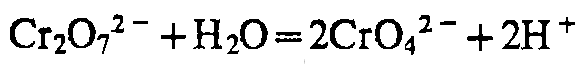 Cr₂O₇²⁻ + H₂O = 2CrO₄²⁻ + 2H⁺